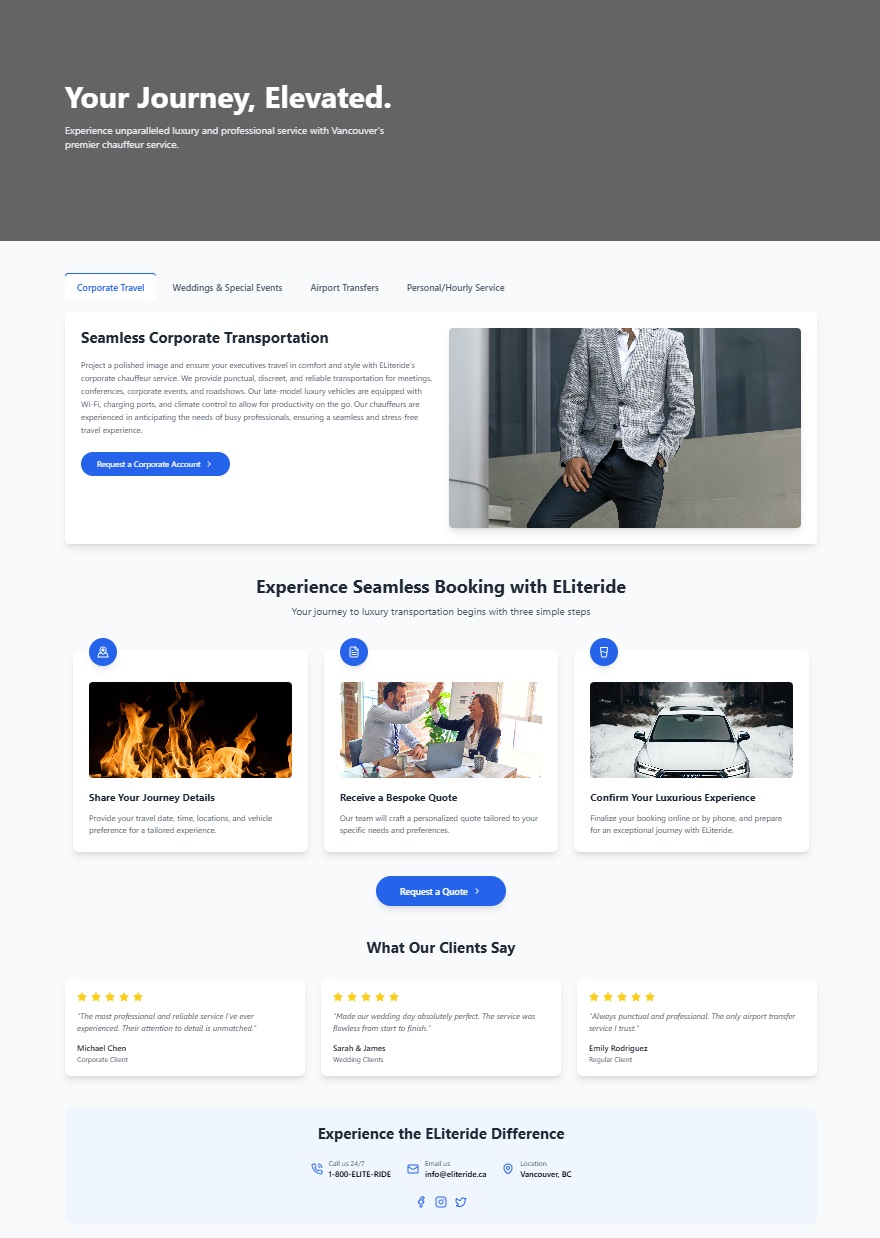 Your Journey, Elevated.
Experience unparalleled luxury and professional service with Vancouver's
premier chauffeur service.
Corporate Travel
Weddings & Special Events
Airport Transfers
Personal/Hourly Service
Seamless Corporate Transportation
Project a polished image and ensure your executives travel in comfort and style with ELiteride's
corporate chauffeur service. We provide punctual, discreet, and reliable transportation for meetings,
conferences, corporate events, and roadshows. Our late-model luxury vehicles are equipped with
Wi-Fi, charging ports, and climate control to allow for productivity on the go. Our chauffeurs are
experienced in anticipating the needs of busy professionals, ensuring a seamless and stress-free
travel experience.
Request a Corporate Account
Experience Seamless Booking with ELiteride
Your journey to luxury transportation begins with three simple steps
Share Your Journey Details
Provide your travel date, time, locations, and vehicle
preference for a tailored experience.
Receive a Bespoke Quote
Our team will craft a personalized quote tailored to your
specific needs and preferences.
Confirm Your Luxurious Experience
Finalize your booking online or by phone, and prepare
for an exceptional journey with ELiteride.
Request a Quote
What Our Clients Say
"The most professional and reliable service I've ever
experienced. Their attention to detail is unmatched."
Michael Chen
Corporate Client
"Made our wedding day absolutely perfect. The service was
flawless from start to finish."
Sarah & James
Wedding Clients
"Always punctual and professional. The only airport transfer
service I trust."
Emily Rodriguez
Regular Client
Experience the ELiteride Difference
Call us 24/7
1-800-ELITE-RIDE
Email us
info@eliteride.ca
Location
Vancouver, BC